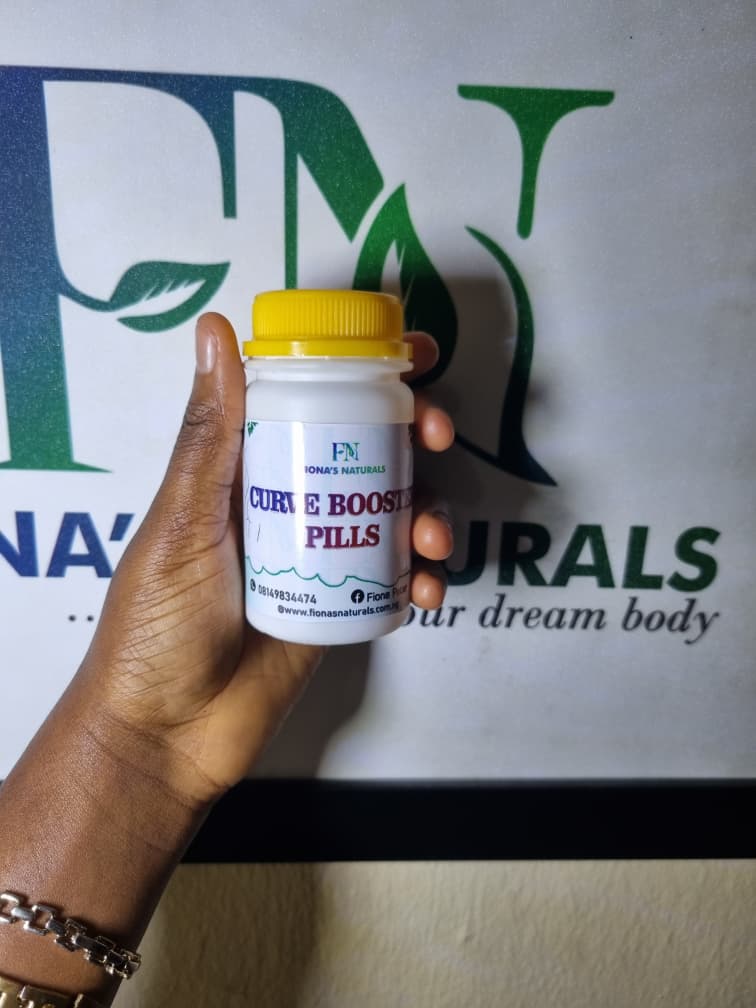 FN
NA'
URALS
our dream body
FN
FIONA'S NATURALS
CURVE BOOSTE
PILLS
08149834474
Fiona
@www.fionasnaturals.com.ng